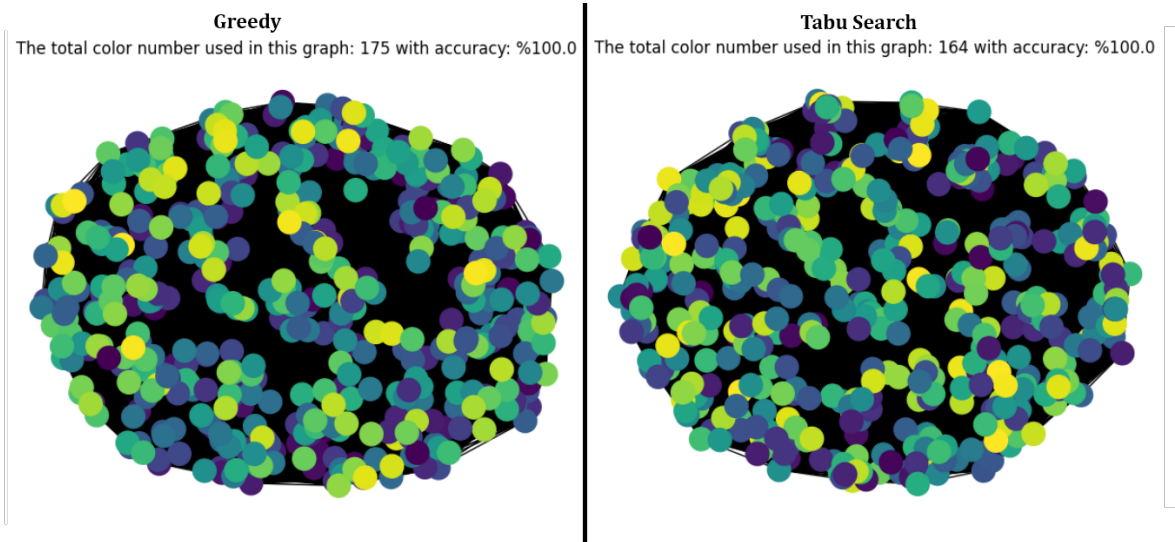 Greedy
The total color number used in this graph: 175 with accuracy: %100.0
Tabu Search
The total color number used in this graph: 164 with accuracy: %100.0